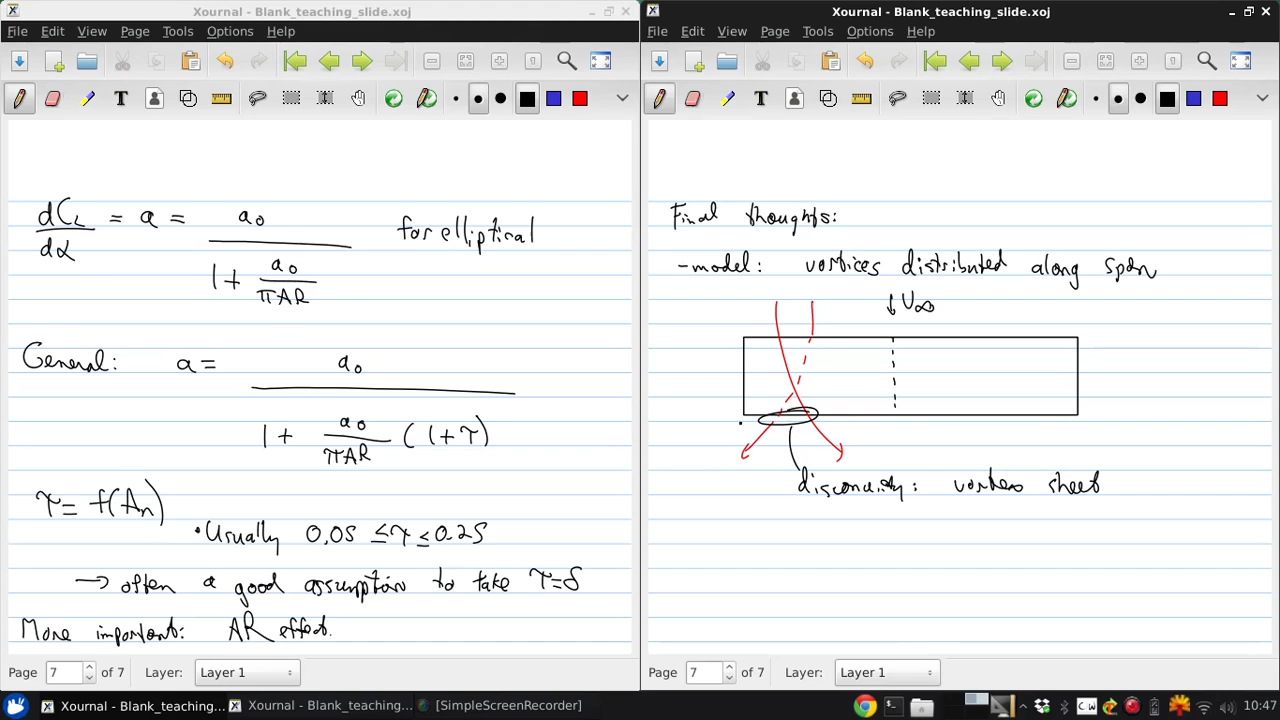 Xournal - Blank_teaching_slide.xoj
File Edit View Page Tools Options Help
dC_L/dα = a = a₀ / (1 + a₀/(πAR)) for elliptical
General: a = a₀ / (1 + a₀/(πAR) (1+τ))
τ = f(Aₙ)
• Usually 0.05 ≤ τ ≤ 0.25
→ often a good assumption to take τ=δ
More important: AR effect.
Page 7 of 7 Layer: Layer 1
Xournal - Blank_teaching_slide.xoj
File Edit View Page Tools Options Help
Final thoughts:
- model: vortices distributed along span
↓ U∞
: vortex sheet
Page 7 of 7 Layer: Layer 1
Xournal - Blank_teaching... Xournal - Blank_teaching... [SimpleScreenRecorder] 10:47